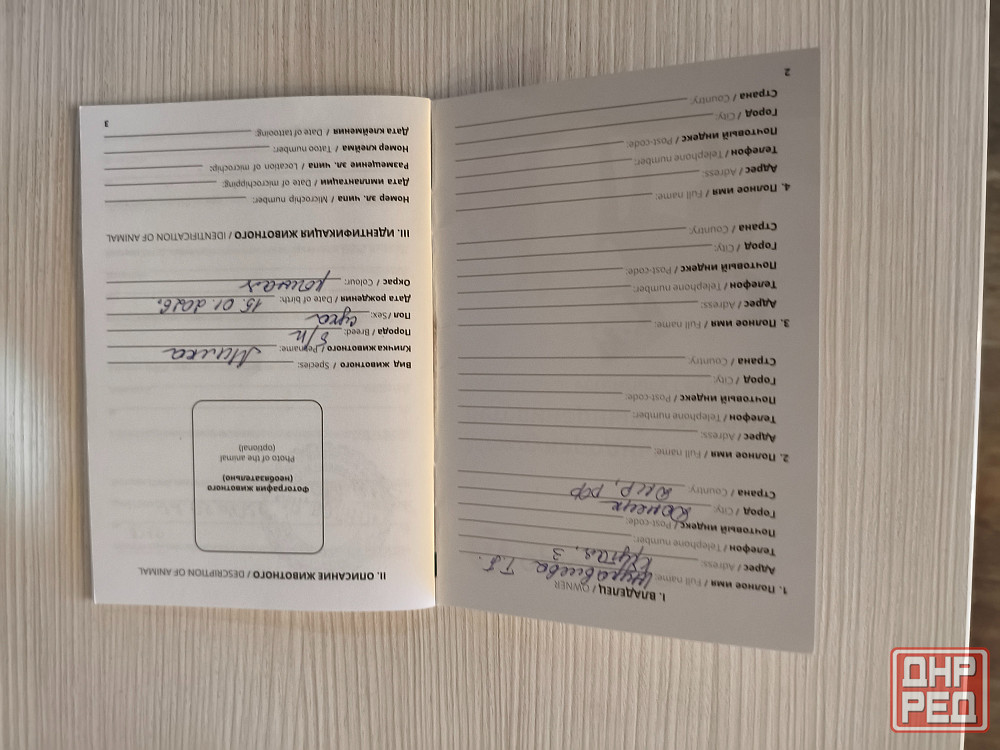 I. ВЛАДЕЛЕЦ / OWNER
1. Полное имя / Full name: Т.Г.
Адрес / Adress: 3
Телефон / Telephone number:
Почтовый индекс / Post-code:
Город / City: Донецк
Страна / Country: ДНР, РФ
2. Полное имя / Full name:
Адрес / Adress:
Телефон / Telephone number:
Почтовый индекс / Post-code:
Город / City:
Страна / Country:
3. Полное имя / Full name:
Адрес / Adress:
Телефон / Telephone number:
Почтовый индекс / Post-code:
Город / City:
Страна / Country:
4. Полное имя / Full name:
Адрес / Adress:
Телефон / Telephone number:
Почтовый индекс / Post-code:
Город / City:
Страна / Country:
2
II. ОПИСАНИЕ ЖИВОТНОГО / DESCRIPTION OF ANIMAL
Фотография животного
(необязательно)
Photo of the animal
(optional)
Вид животного / Species:
Кличка животного / Petname: Милка
Порода / Breed: б/п
Пол /Sex: сука
Дата рождения / Date of birth: 15.01.2026.
Окрас / Colour: рыжая
III. ИДЕНТИФИКАЦИЯ ЖИВОТНОГО / IDENTIFICATION OF ANIMAL
Номер эл. чипа / Microchip number:
Дата имплантации / Date of microchipping:
Размещение эл. чипа / Location of microchip:
Номер клейма / Tatoo number:
Дата клеймения / Date of tattooing:
3
ДНР
РЕД